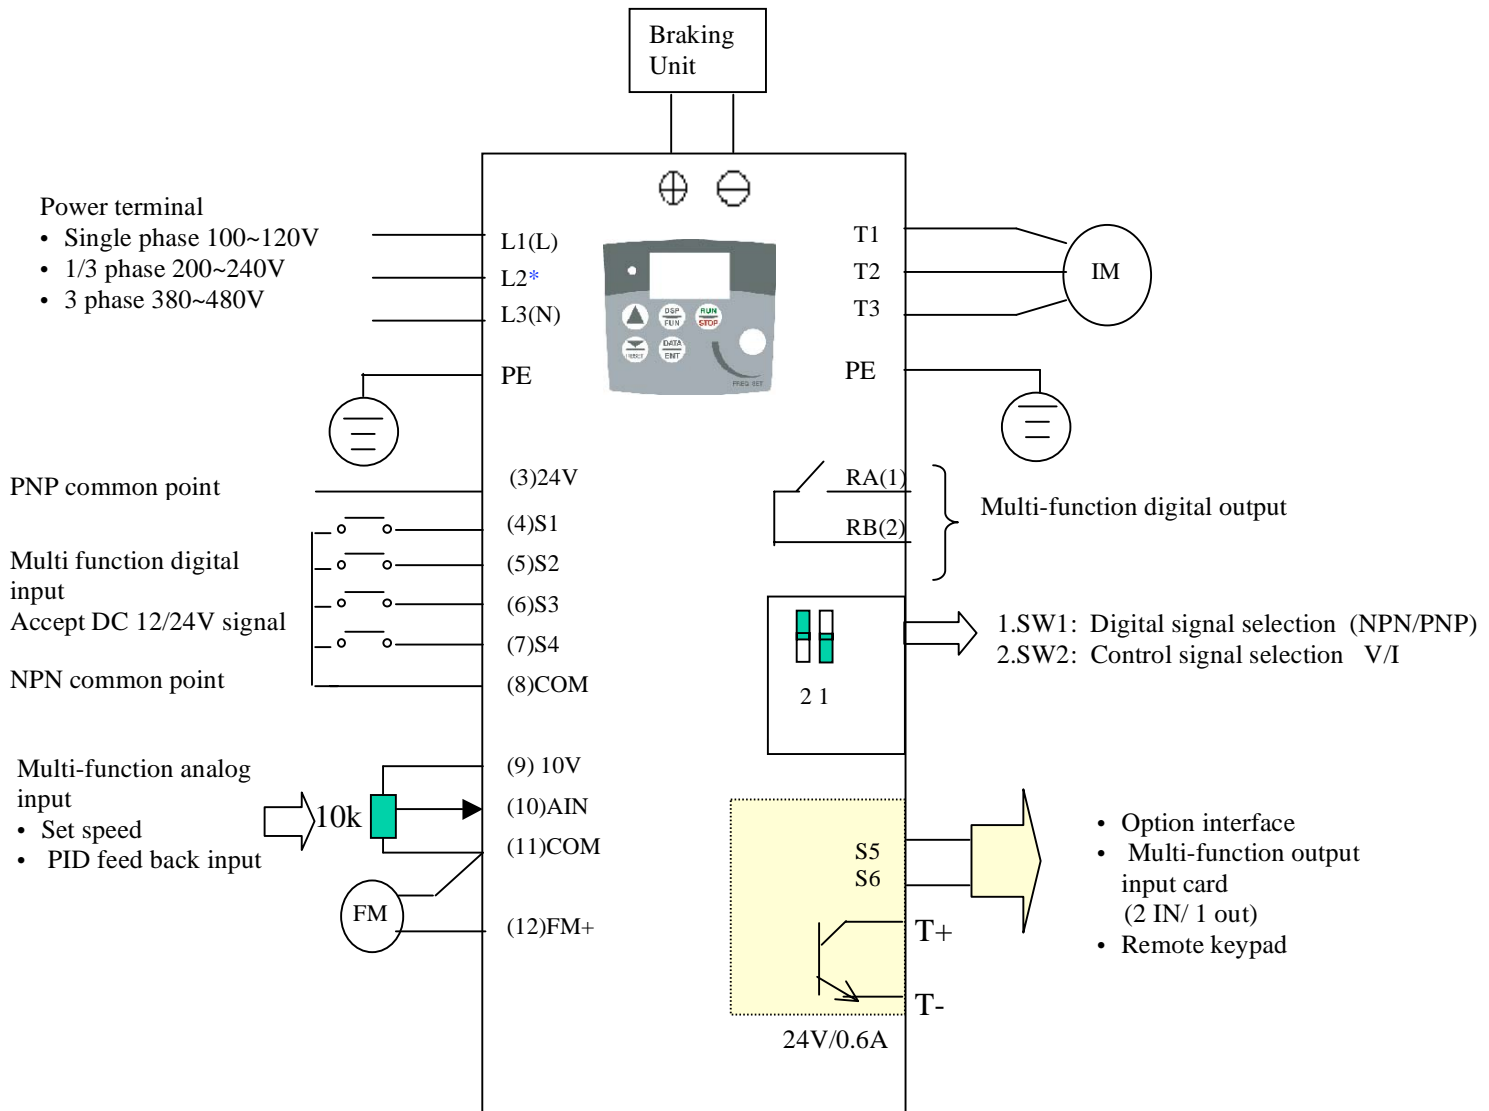 Braking
Unit
Power terminal
• Single phase 100~120V
• 1/3 phase 200~240V
• 3 phase 380~480V
L1(L)
L2*
L3(N)
PE
T1
T2
T3
PE
IM
DSP
FUN
RUN
STOP
RESET
DATA
ENT
FREQ. SET
PNP common point
Multi function digital
input
Accept DC 12/24V signal
NPN common point
(3)24V
(4)S1
(5)S2
(6)S3
(7)S4
(8)COM
RA(1)
RB(2)
Multi-function digital output
2 1
1.SW1: Digital signal selection (NPN/PNP)
2.SW2: Control signal selection V/I
Multi-function analog
input
• Set speed
• PID feed back input
10k
FM
(9) 10V
(10)AIN
(11)COM
(12)FM+
S5
S6
T+
T-
24V/0.6A
• Option interface
• Multi-function output
input card
(2 IN/ 1 out)
• Remote keypad